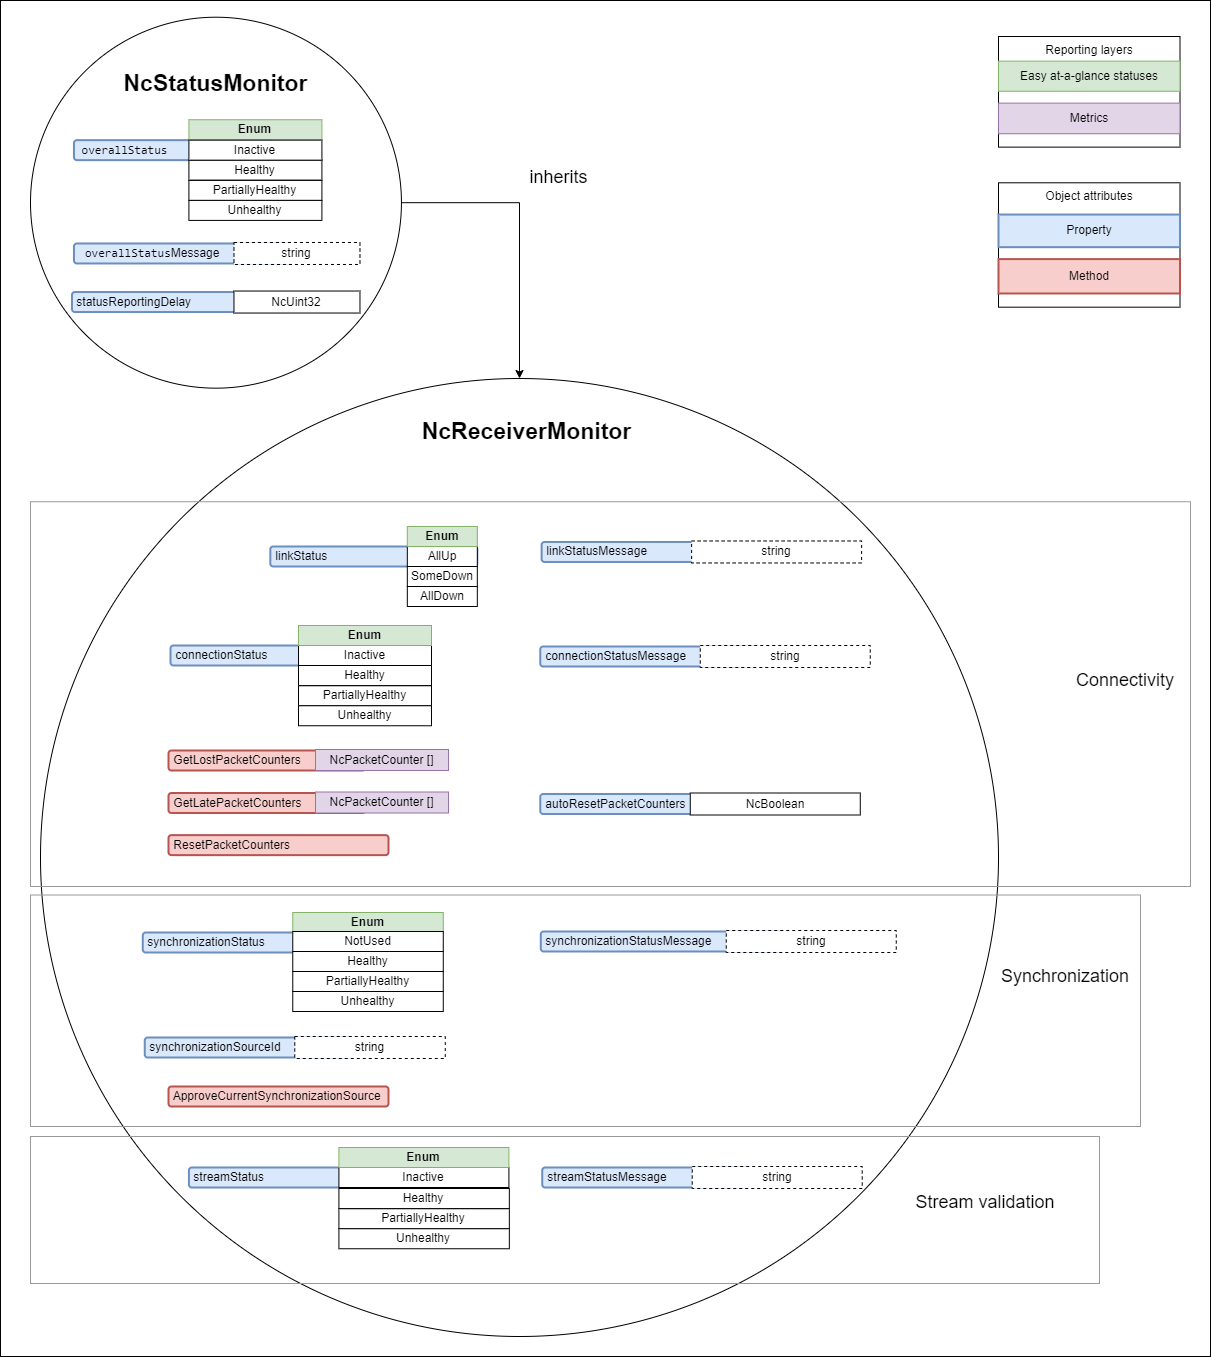 NcStatusMonitor
Enum
overallStatus
Inactive
Healthy
PartiallyHealthy
Unhealthy
overallStatusMessage
string
statusReportingDelay
NcUint32
inherits
Reporting layers
Easy at-a-glance statuses
Metrics
Object attributes
Property
Method
NcReceiverMonitor
Enum
linkStatus
AllUp
SomeDown
AllDown
linkStatusMessage
string
Enum
connectionStatus
Inactive
Healthy
PartiallyHealthy
Unhealthy
connectionStatusMessage
string
Connectivity
GetLostPacketCounters
NcPacketCounter []
GetLatePacketCounters
NcPacketCounter []
autoResetPacketCounters
NcBoolean
ResetPacketCounters
Enum
synchronizationStatus
NotUsed
Healthy
PartiallyHealthy
Unhealthy
synchronizationStatusMessage
string
Synchronization
synchronizationSourceId
string
ApproveCurrentSynchronizationSource
Enum
streamStatus
Inactive
Healthy
PartiallyHealthy
Unhealthy
streamStatusMessage
string
Stream validation